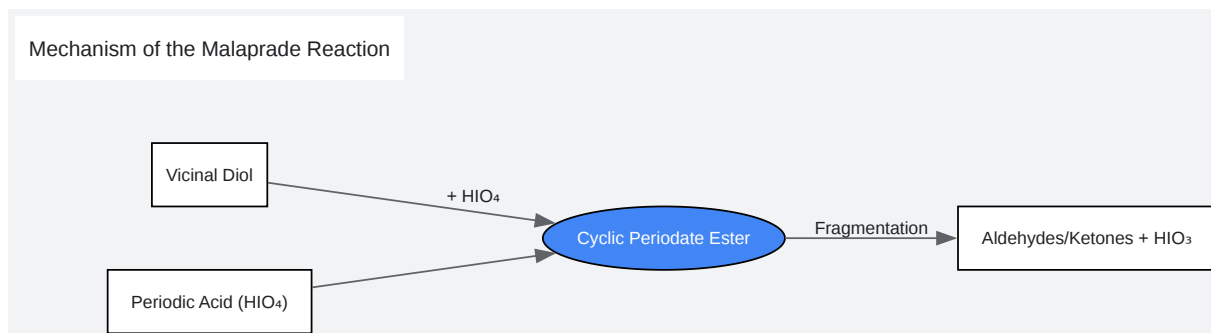 Mechanism of the Malaprade Reaction
Vicinal Diol
+ HIO₄
Cyclic Periodate Ester
Fragmentation
Aldehydes/Ketones + HIO₃
Periodic Acid (HIO₄)